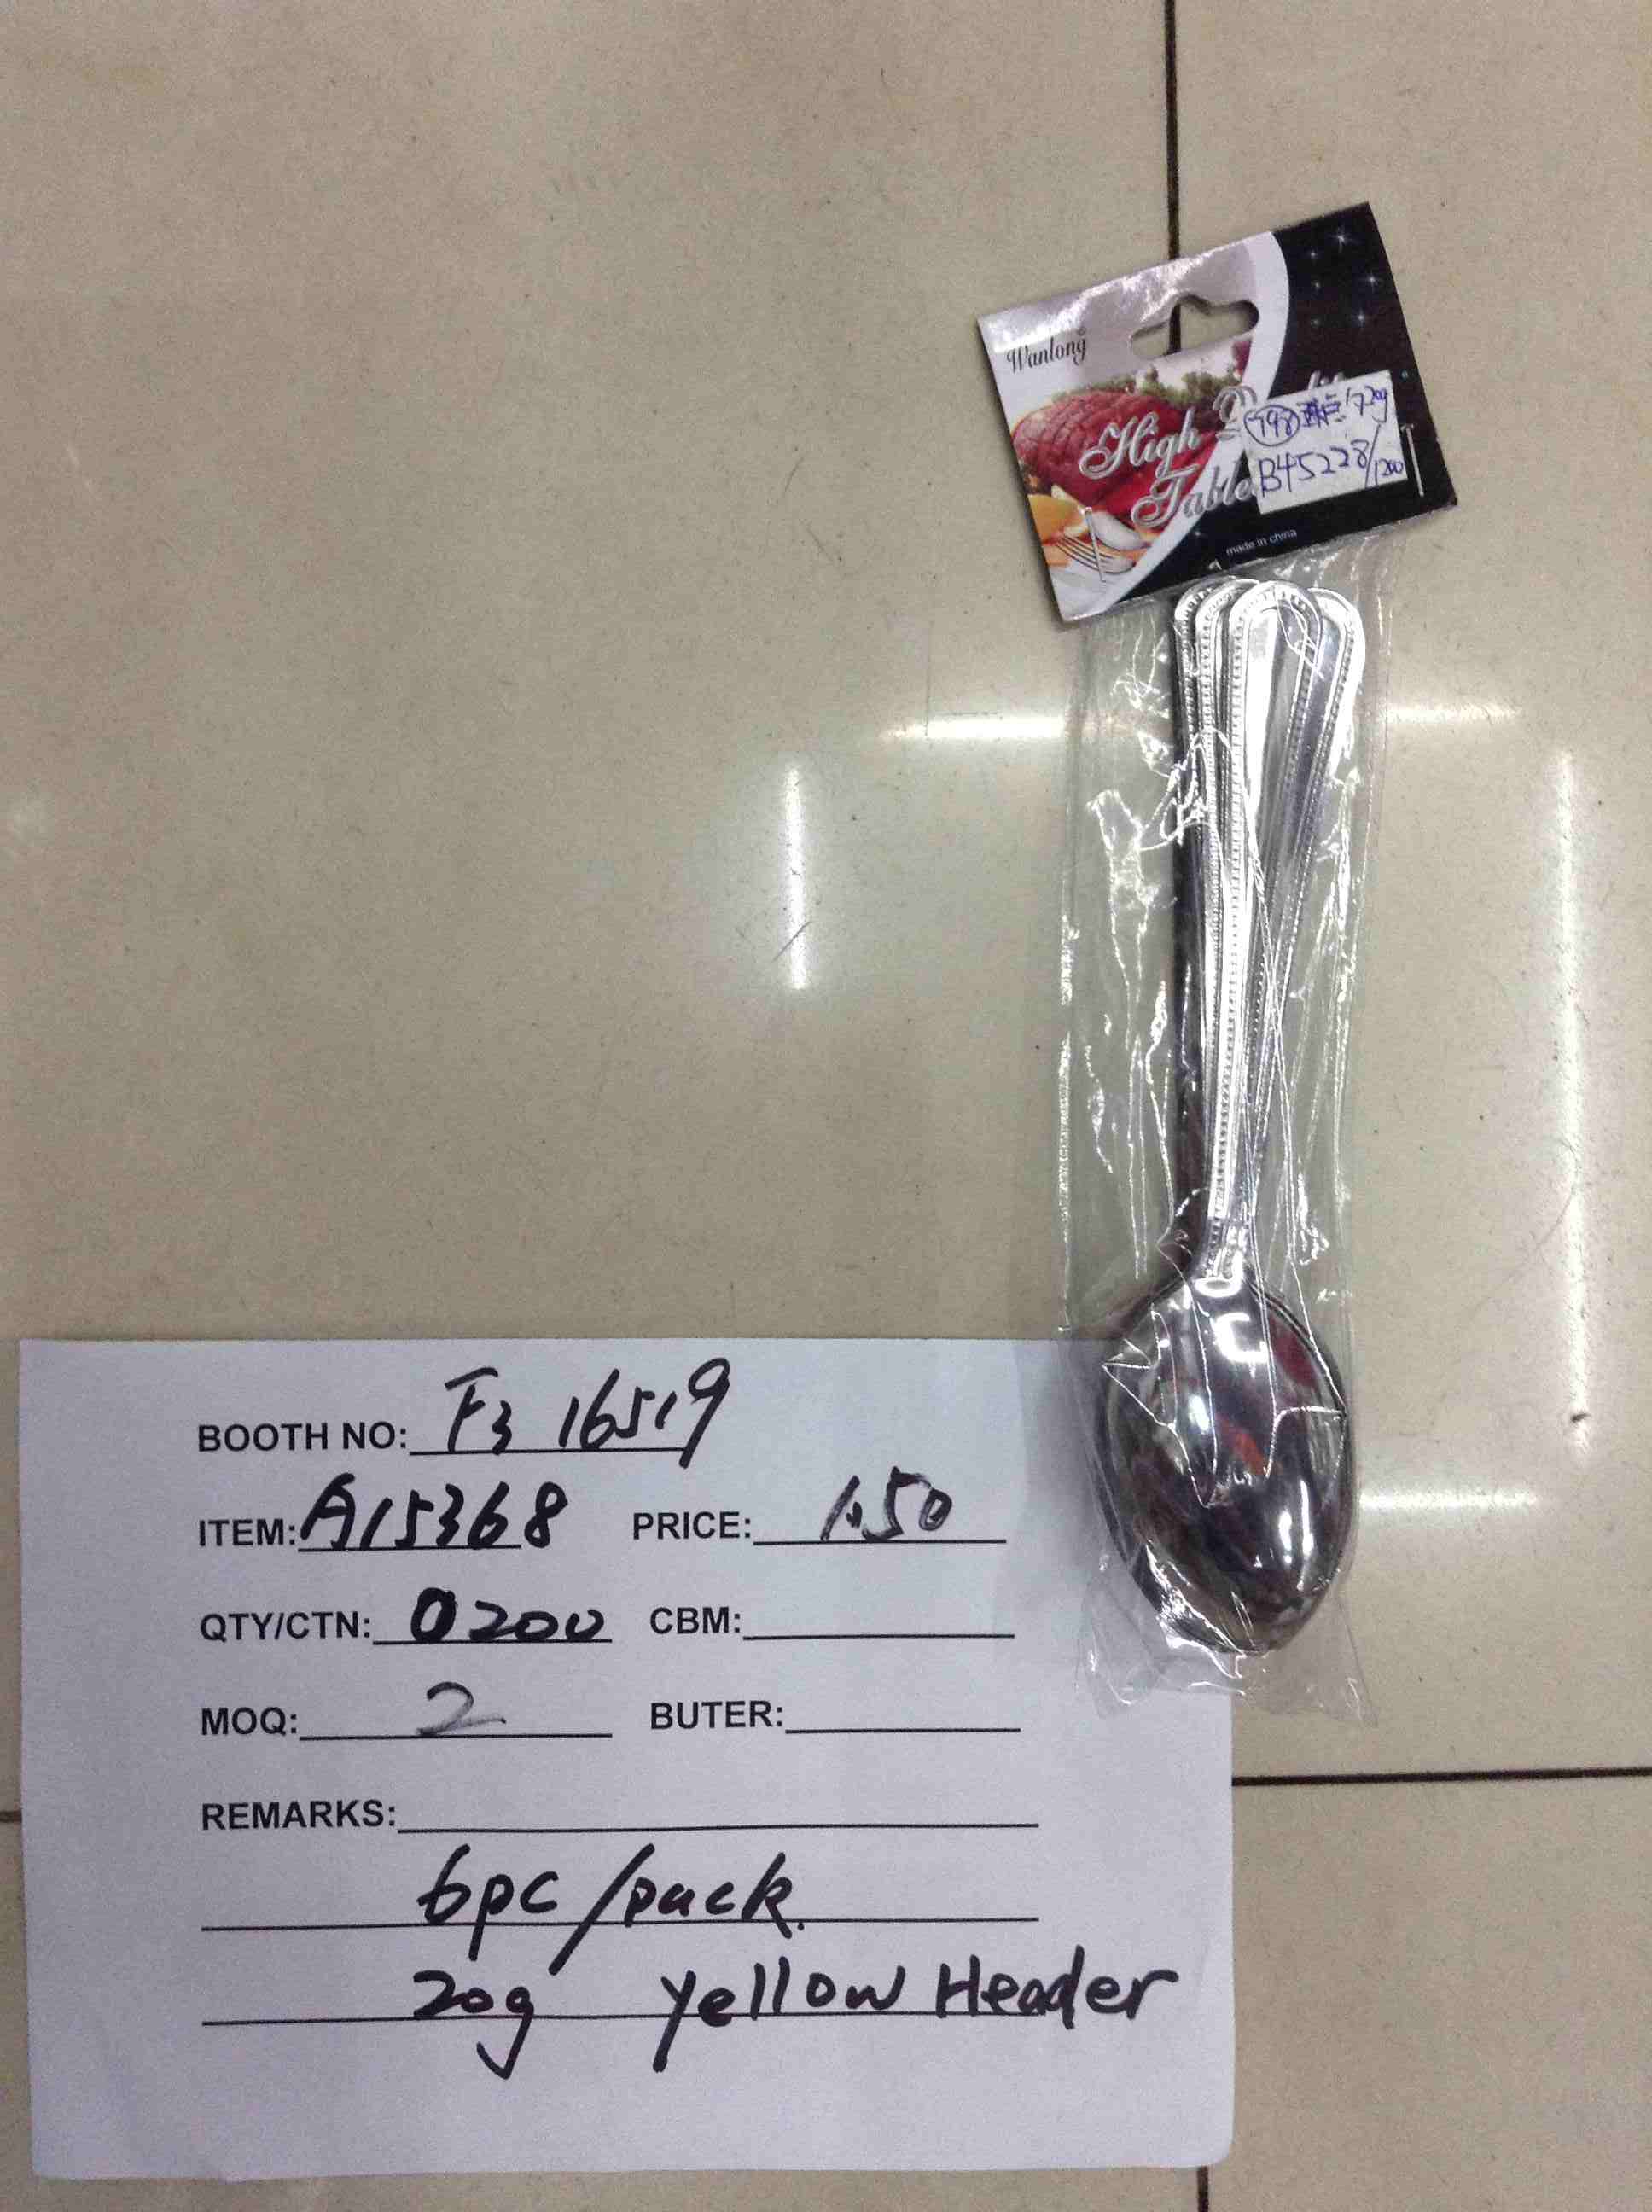 Wanlong
High
Table
798
B45228/1200
made in china
BOOTH NO: F3 16519
ITEM: A15368 PRICE: 1.50
QTY/CTN: 0200 CBM:
MOQ: 2 BUTER:
REMARKS:
6pc/pack.
20g yellow Header